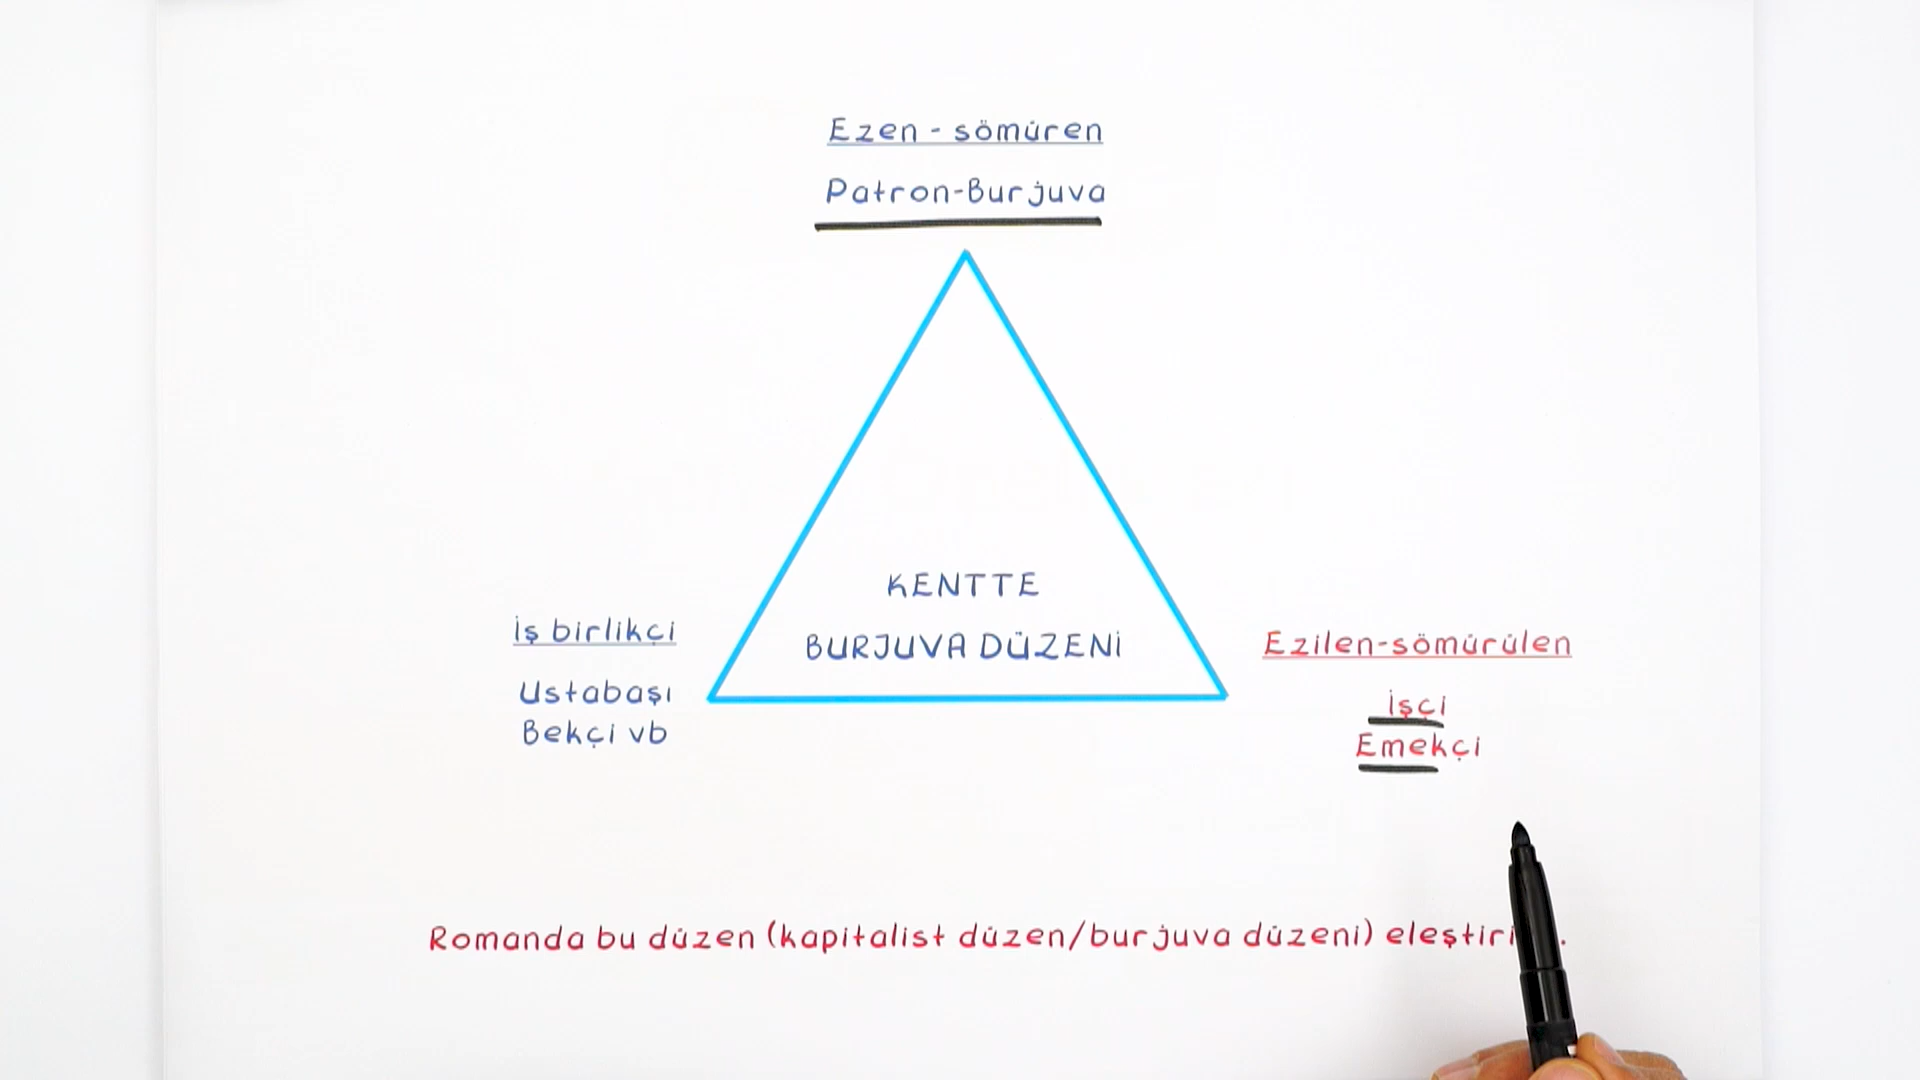 Ezen - sömüren
Patron-Burjuva
KENTTE
BURJUVA DÜZENİ
İş birlikçi
Ustabaşı
Bekçi vb
Ezilen-sömürülen
İşçi
Emekçi
Romanda bu düzen (kapitalist düzen/burjuva düzeni)